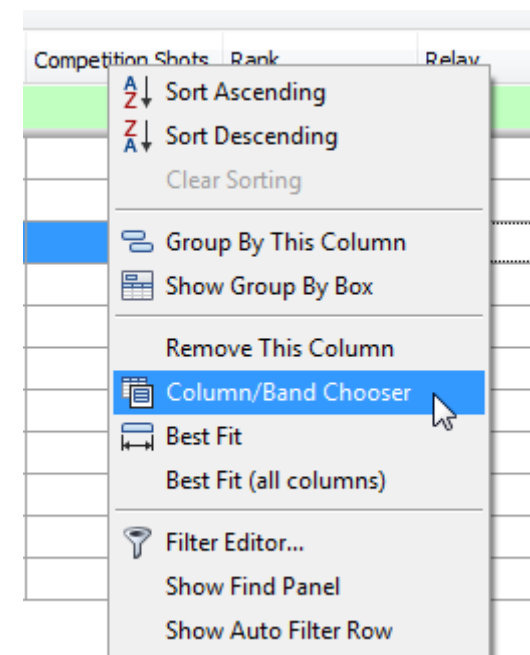 Competition Shots Rank Relay
Sort Ascending
Sort Descending
Clear Sorting
Group By This Column
Show Group By Box
Remove This Column
Column/Band Chooser
Best Fit
Best Fit (all columns)
Filter Editor...
Show Find Panel
Show Auto Filter Row